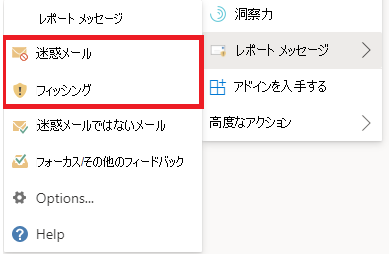 レポート メッセージ
迷惑メール
フィッシング
迷惑メールではないメール
フォーカス/その他のフィードバック
Options...
Help
洞察力
レポート メッセージ
アドインを入手する
高度なアクション